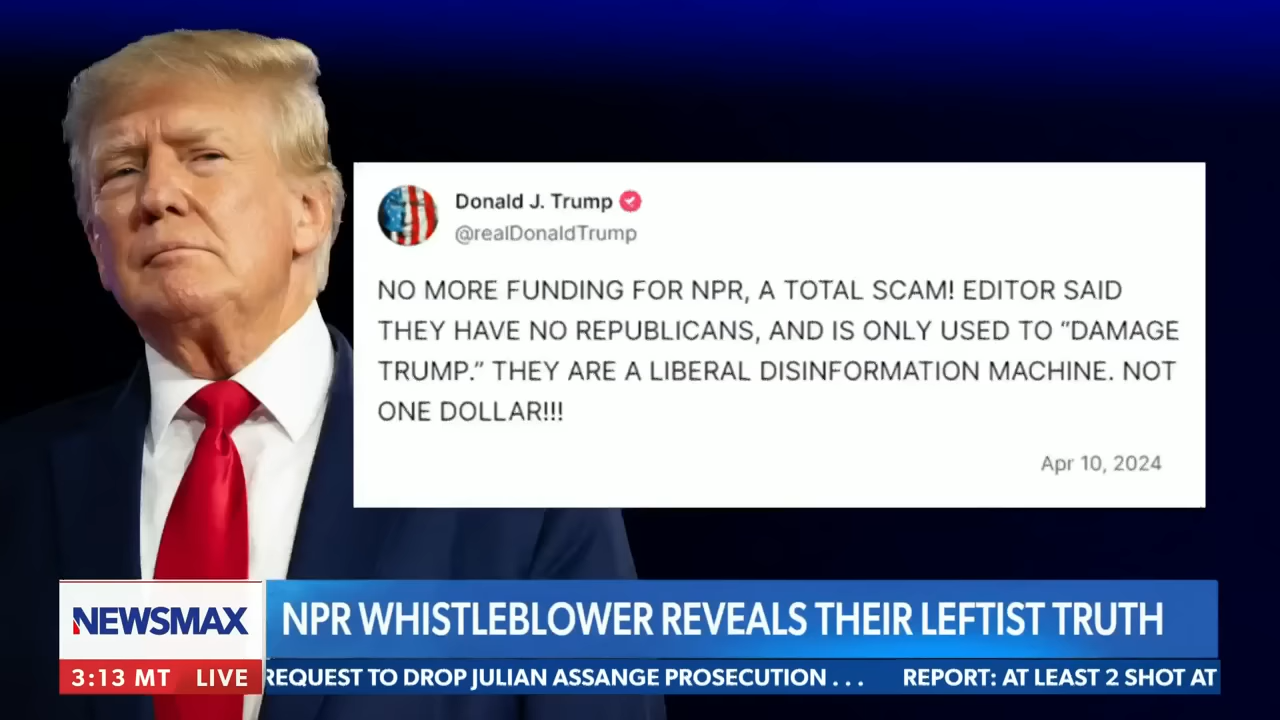 Donald J. Trump
@realDonaldTrump
NO MORE FUNDING FOR NPR, A TOTAL SCAM! EDITOR SAID
THEY HAVE NO REPUBLICANS, AND IS ONLY USED TO "DAMAGE
TRUMP." THEY ARE A LIBERAL DISINFORMATION MACHINE. NOT
ONE DOLLAR!!!
Apr 10, 2024
NEWSMAX
NPR WHISTLEBLOWER REVEALS THEIR LEFTIST TRUTH
3:13 MT LIVE
REQUEST TO DROP JULIAN ASSANGE PROSECUTION . . . REPORT: AT LEAST 2 SHOT AT